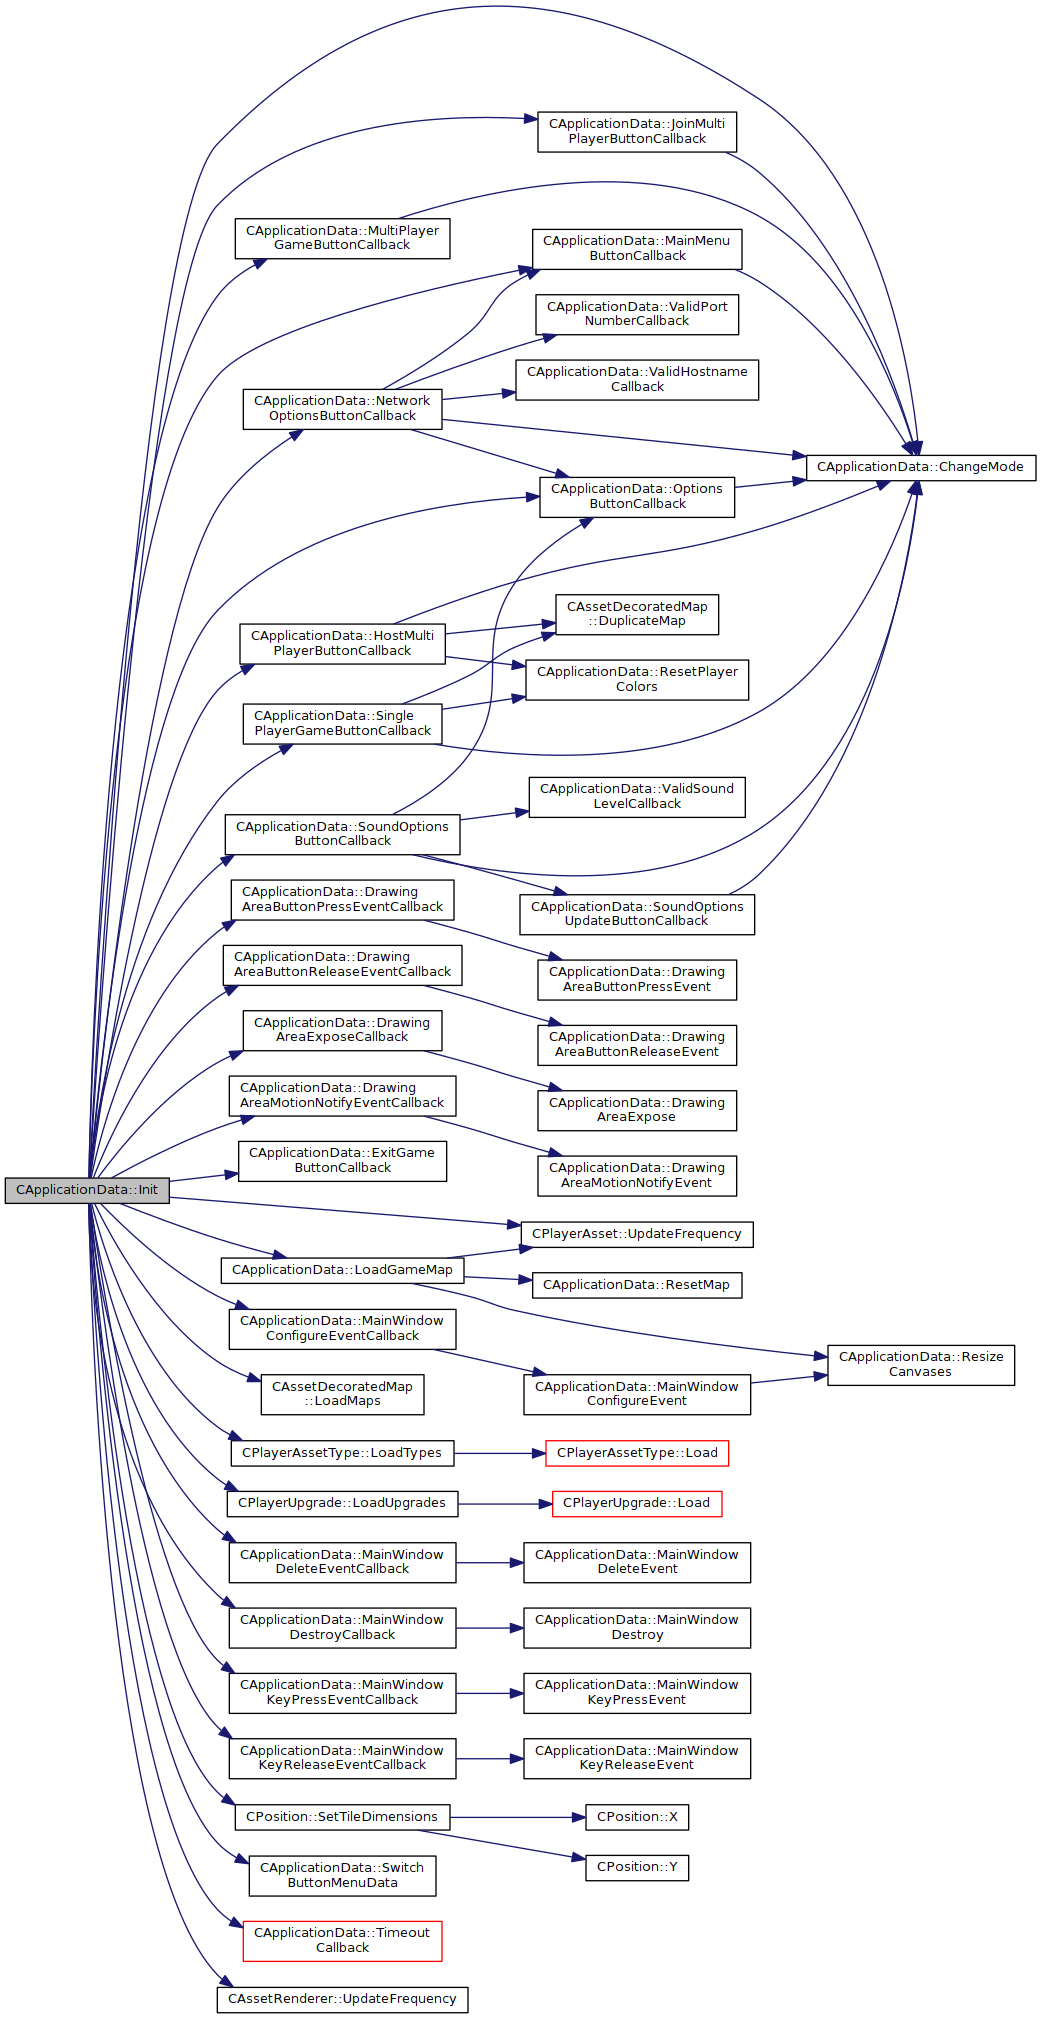 CApplicationData::JoinMulti
PlayerButtonCallback
CApplicationData::MultiPlayer
GameButtonCallback
CApplicationData::MainMenu
ButtonCallback
CApplicationData::ValidPort
NumberCallback
CApplicationData::ValidHostname
Callback
CApplicationData::Network
OptionsButtonCallback
CApplicationData::ChangeMode
CApplicationData::Options
ButtonCallback
CAssetDecoratedMap
::DuplicateMap
CApplicationData::HostMulti
PlayerButtonCallback
CApplicationData::ResetPlayer
Colors
CApplicationData::Single
PlayerGameButtonCallback
CApplicationData::ValidSound
LevelCallback
CApplicationData::SoundOptions
ButtonCallback
CApplicationData::Drawing
AreaButtonPressEventCallback
CApplicationData::SoundOptions
UpdateButtonCallback
CApplicationData::Drawing
AreaButtonReleaseEventCallback
CApplicationData::Drawing
AreaButtonPressEvent
CApplicationData::Drawing
AreaExposeCallback
CApplicationData::Drawing
AreaButtonReleaseEvent
CApplicationData::Drawing
AreaMotionNotifyEventCallback
CApplicationData::Drawing
AreaExpose
CApplicationData::ExitGame
ButtonCallback
CApplicationData::Drawing
AreaMotionNotifyEvent
CApplicationData::Init
CPlayerAsset::UpdateFrequency
CApplicationData::LoadGameMap
CApplicationData::ResetMap
CApplicationData::MainWindow
ConfigureEventCallback
CApplicationData::Resize
Canvases
CAssetDecoratedMap
::LoadMaps
CApplicationData::MainWindow
ConfigureEvent
CPlayerAssetType::LoadTypes
CPlayerAssetType::Load
CPlayerUpgrade::LoadUpgrades
CPlayerUpgrade::Load
CApplicationData::MainWindow
DeleteEventCallback
CApplicationData::MainWindow
DeleteEvent
CApplicationData::MainWindow
DestroyCallback
CApplicationData::MainWindow
Destroy
CApplicationData::MainWindow
KeyPressEventCallback
CApplicationData::MainWindow
KeyPressEvent
CApplicationData::MainWindow
KeyReleaseEventCallback
CApplicationData::MainWindow
KeyReleaseEvent
CPosition::SetTileDimensions
CPosition::X
CPosition::Y
CApplicationData::Switch
ButtonMenuData
CApplicationData::Timeout
Callback
CAssetRenderer::UpdateFrequency